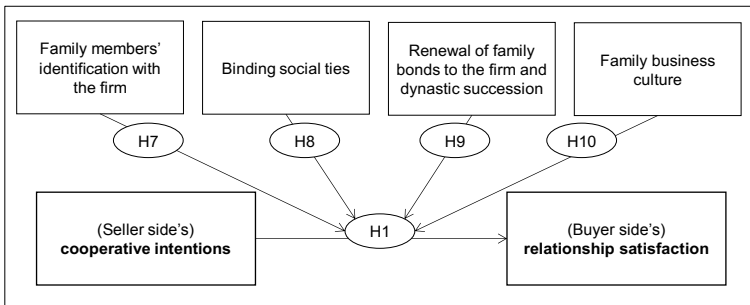 Family members'
identification with
the firm
Binding social ties
Renewal of family
bonds to the firm and
dynastic succession
Family business
culture
H7
H8
H9
H10
(Seller side's)
cooperative intentions
H1
(Buyer side's)
relationship satisfaction